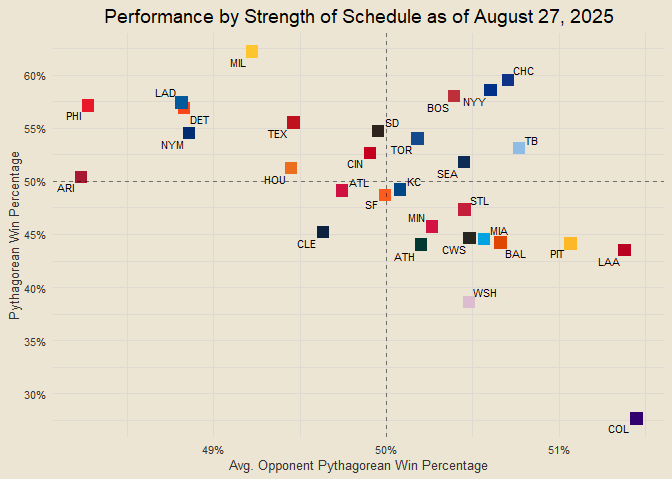 Performance by Strength of Schedule as of August 27, 2025
Pythagorean Win Percentage
60%
55%
50%
45%
40%
35%
30%
MIL
CHC
LAD
NYY
BOS
PHI
DET
TEX
SD
NYM
TOR
TB
CIN
SEA
HOU
ARI
ATL
KC
SF
STL
MIN
CLE
MIA
CWS
BAL
ATH
PIT
LAA
WSH
COL
49%
50%
51%
Avg. Opponent Pythagorean Win Percentage